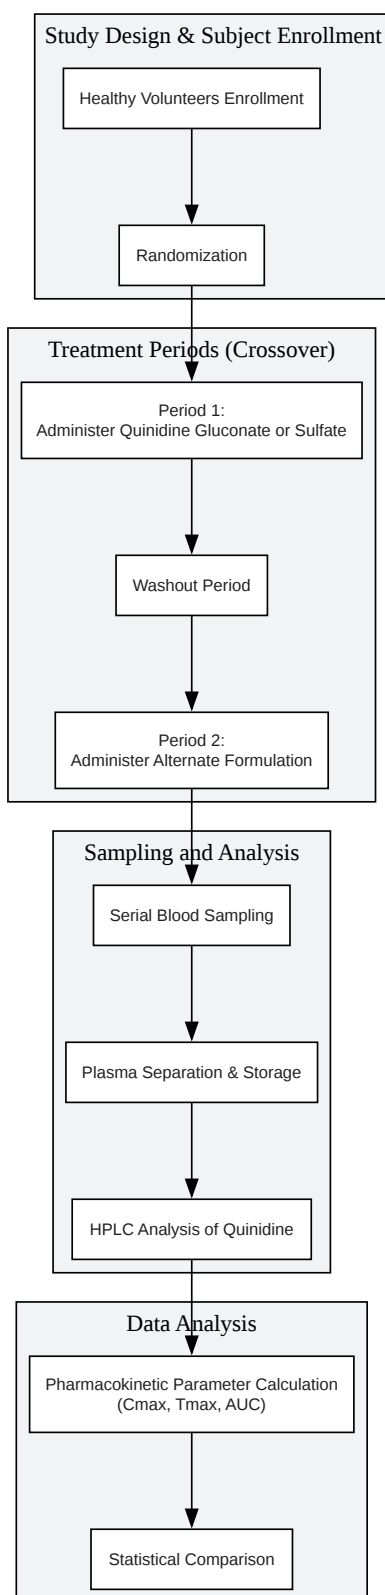 Study Design & Subject Enrollment
Healthy Volunteers Enrollment
Randomization
Treatment Periods (Crossover)
Period 1:
Administer Quinidine Gluconate or Sulfate
Washout Period
Period 2:
Administer Alternate Formulation
Sampling and Analysis
Serial Blood Sampling
Plasma Separation & Storage
HPLC Analysis of Quinidine
Data Analysis
Pharmacokinetic Parameter Calculation
(Cmax, Tmax, AUC)
Statistical Comparison